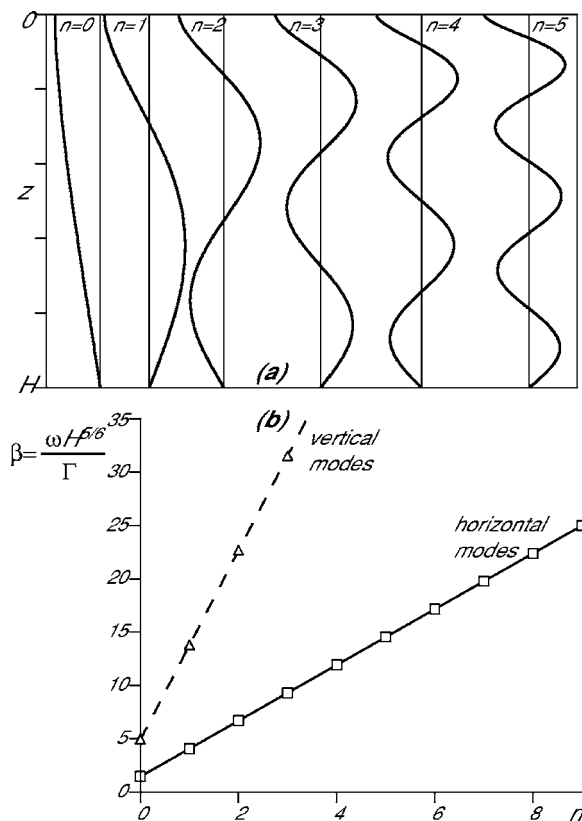 0 n=0 n=1 n=2 n=3 n=4 n=5
Z
H (a)
(b)
β= ωH^5/6 / Γ
35
30
25
20
15
10
5
0
vertical
modes
horizontal
modes
0 2 4 6 8 n